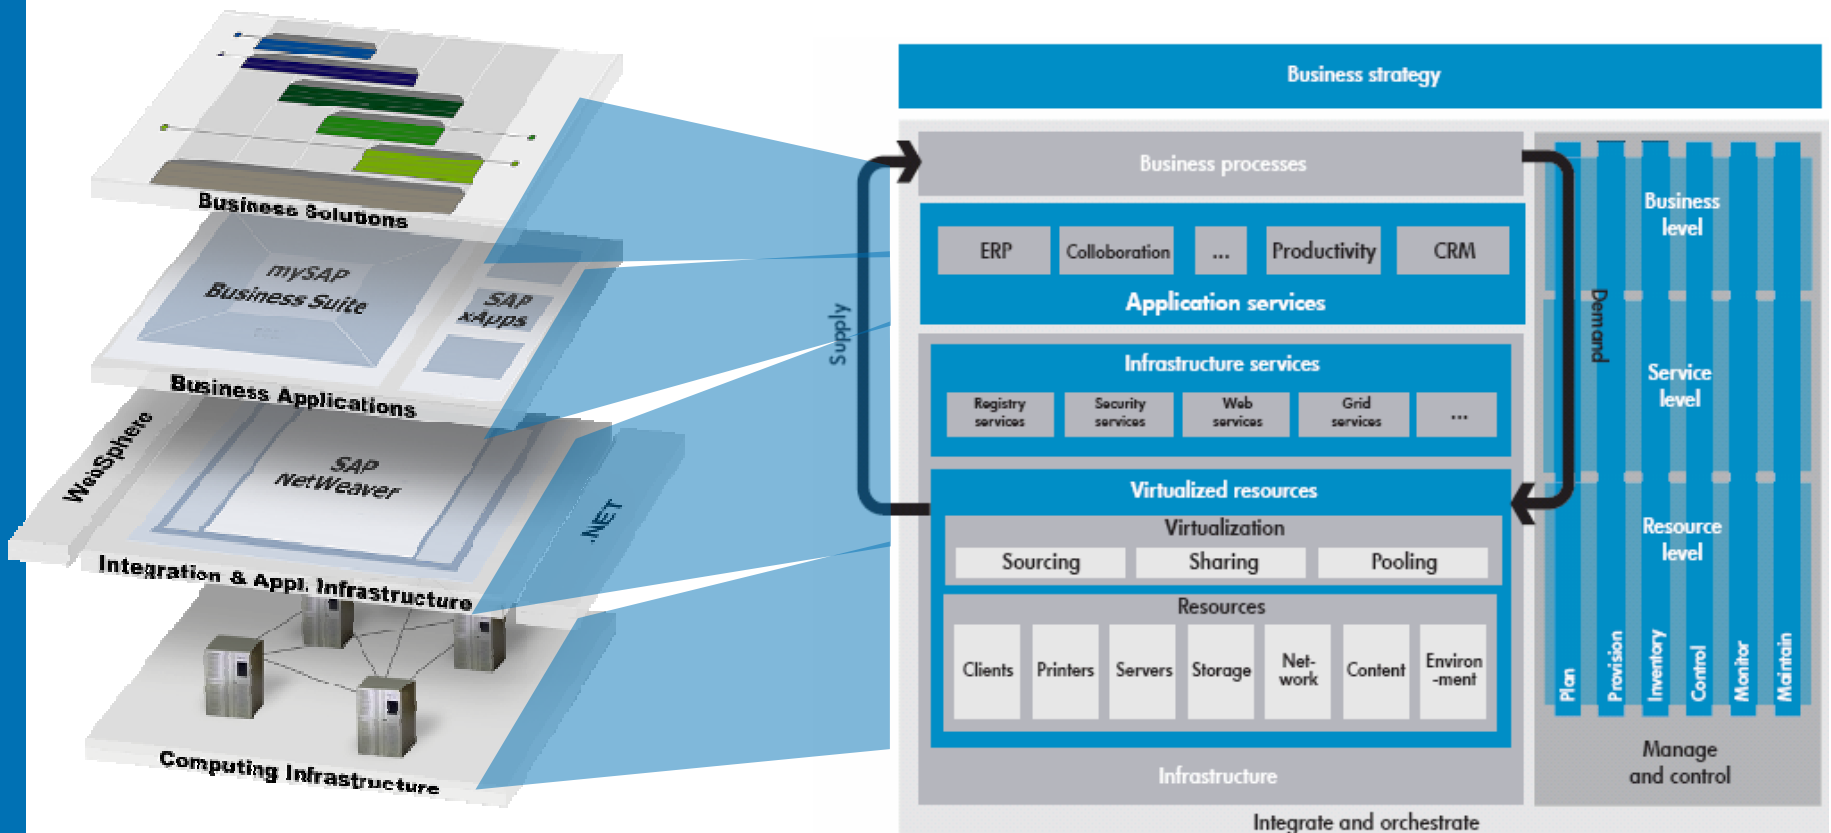 Business Solutions
mySAP
Business Suite
SAP
xApps
Business Applications
WebSphere
SAP
NetWeaver
.NET
Integration & Appl. Infrastructure
Computing Infrastructure
Business strategy
Business processes
ERP
Colloboration
...
Productivity
CRM
Application services
Supply
Demand
Infrastructure services
Registry
services
Security
services
Web
services
Grid
services
...
Virtualized resources
Virtualization
Sourcing
Sharing
Pooling
Resources
Clients
Printers
Servers
Storage
Net-
work
Content
Environ
-ment
Infrastructure
Business
level
Service
level
Resource
level
Plan
Provision
Inventory
Control
Monitor
Maintain
Manage
and control
Integrate and orchestrate